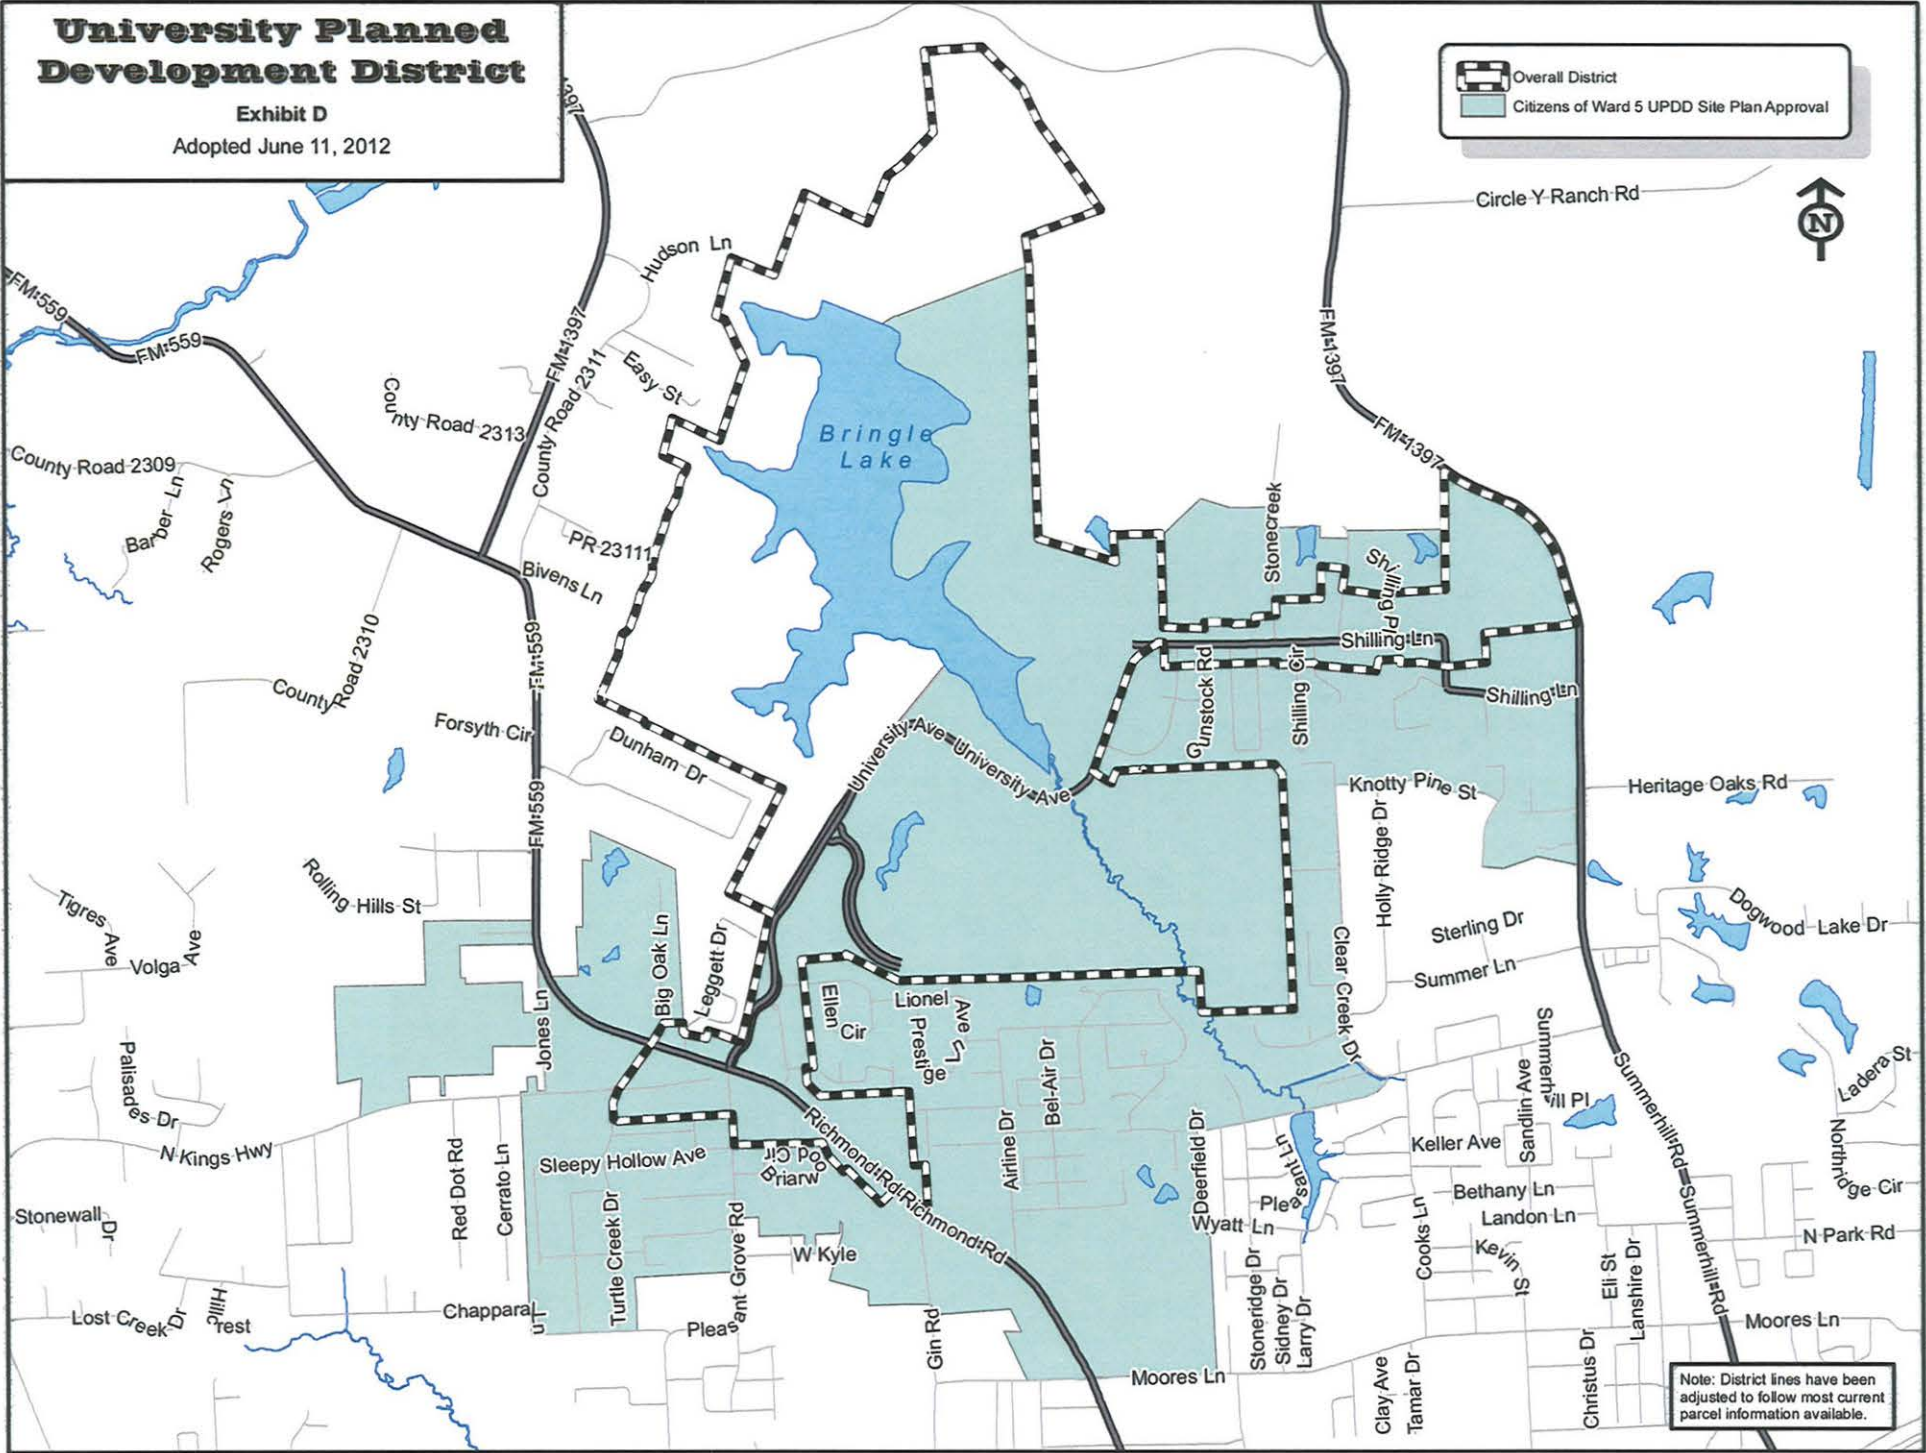 University Planned
Development District
Exhibit D
Adopted June 11, 2012
Overall District
Citizens of Ward 5 UPDD Site Plan Approval
N
1397
Circle Y Ranch Rd
Hudson Ln
FM 559
FM 559
FM 1397
FM 1397
FM 1397
County Road 2311
Easy St
County Road 2313
County Road 2309
Barber Ln
Rogers Ln
Bringle
Lake
PR 23111
Bivens Ln
Stonecreek
Shilling Pl
Shilling Ln
Shilling Ln
Gunstock Rd
Shilling Cir
County Road 2310
FM 559
Forsyth Cir
Dunham Dr
University Ave
University Ave
FM 559
Knotty Pine St
Heritage Oaks Rd
Holly Ridge Dr
Rolling Hills St
Tigres Ave
Volga Ave
Big Oak Ln
Leggett Dr
Sterling Dr
Summer Ln
Dogwood Lake Dr
Clear Creek Dr
Jones Ln
Ellen Cir
Lionel Ave
Prestige
Bel-Air Dr
Airline Dr
Summerhill Pl
Sandlin Ave
Summerhill Rd
Ladera St
Palisades Dr
N Kings Hwy
Red Dot Rd
Cerrato Ln
Sleepy Hollow Ave
Briarwood Cir
Richmond Rd
Richmond Rd
Deerfield Dr
Pleasant Ln
Keller Ave
Bethany Ln
Landon Ln
Northridge Cir
Stonewall Dr
Turtle Creek Dr
Pleasant Grove Rd
W Kyle
Wyatt Ln
Cooks Ln
Kevin St
Eli St
Lanshire Dr
Summerhill Rd
N Park Rd
Lost Creek Dr
Hillcrest
Chapparal
Gin Rd
Stoneridge Dr
Sidney Dr
Larry Dr
Moores Ln
Moores Ln
Clay Ave
Tamar Dr
Christus Dr
Note: District lines have been
adjusted to follow most current
parcel information available.